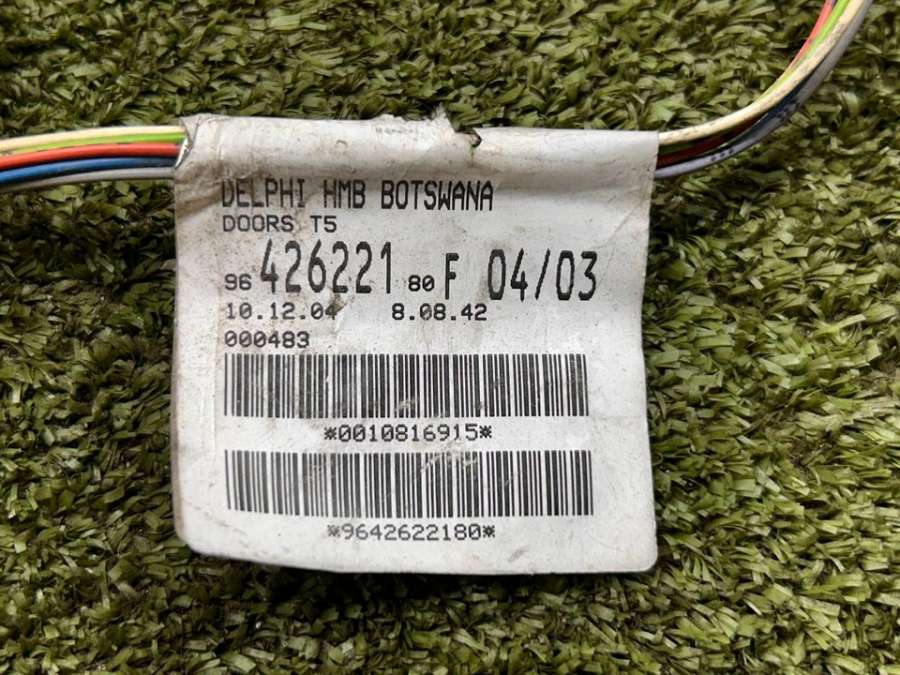 DELPHI HMB BOTSWANA
DOORS T5
96 426221 80 F 04/03
10.12.04 8.08.42
000483
*0010816915*
*9642622180*